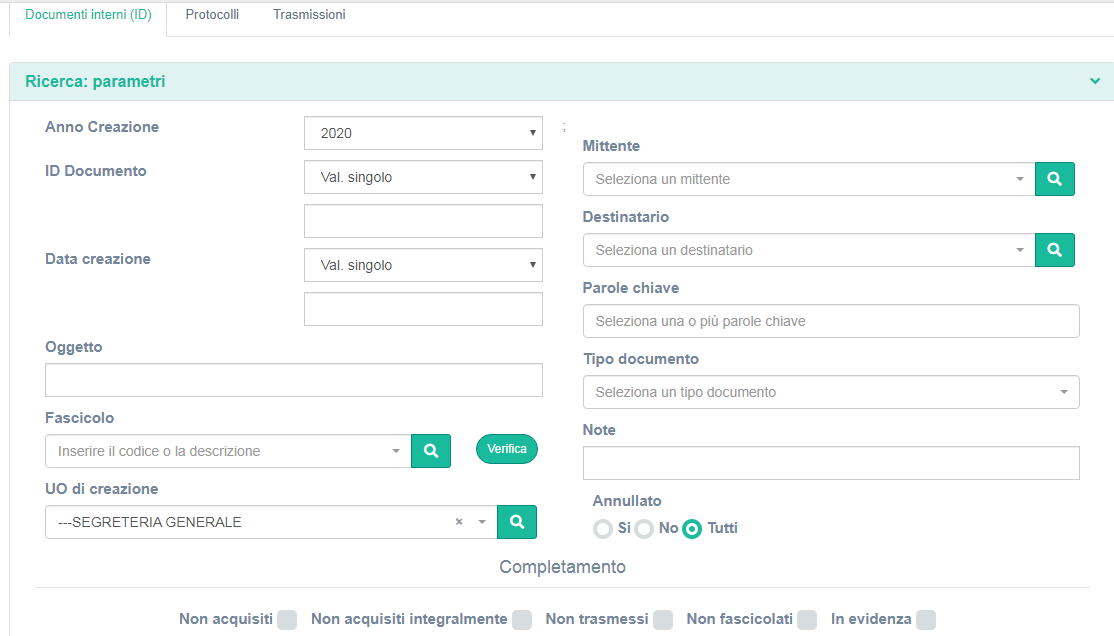 Documenti interni (ID) Protocolli Trasmissioni
Ricerca: parametri
Anno Creazione
2020
;
ID Documento
Val. singolo
Data creazione
Val. singolo
Oggetto
Fascicolo
Inserire il codice o la descrizione
Verifica
UO di creazione
---SEGRETERIA GENERALE ×
Mittente
Seleziona un mittente
Destinatario
Seleziona un destinatario
Parole chiave
Seleziona una o più parole chiave
Tipo documento
Seleziona un tipo documento
Note
Annullato
Si No Tutti
Completamento
Non acquisiti Non acquisiti integralmente Non trasmessi Non fascicolati In evidenza